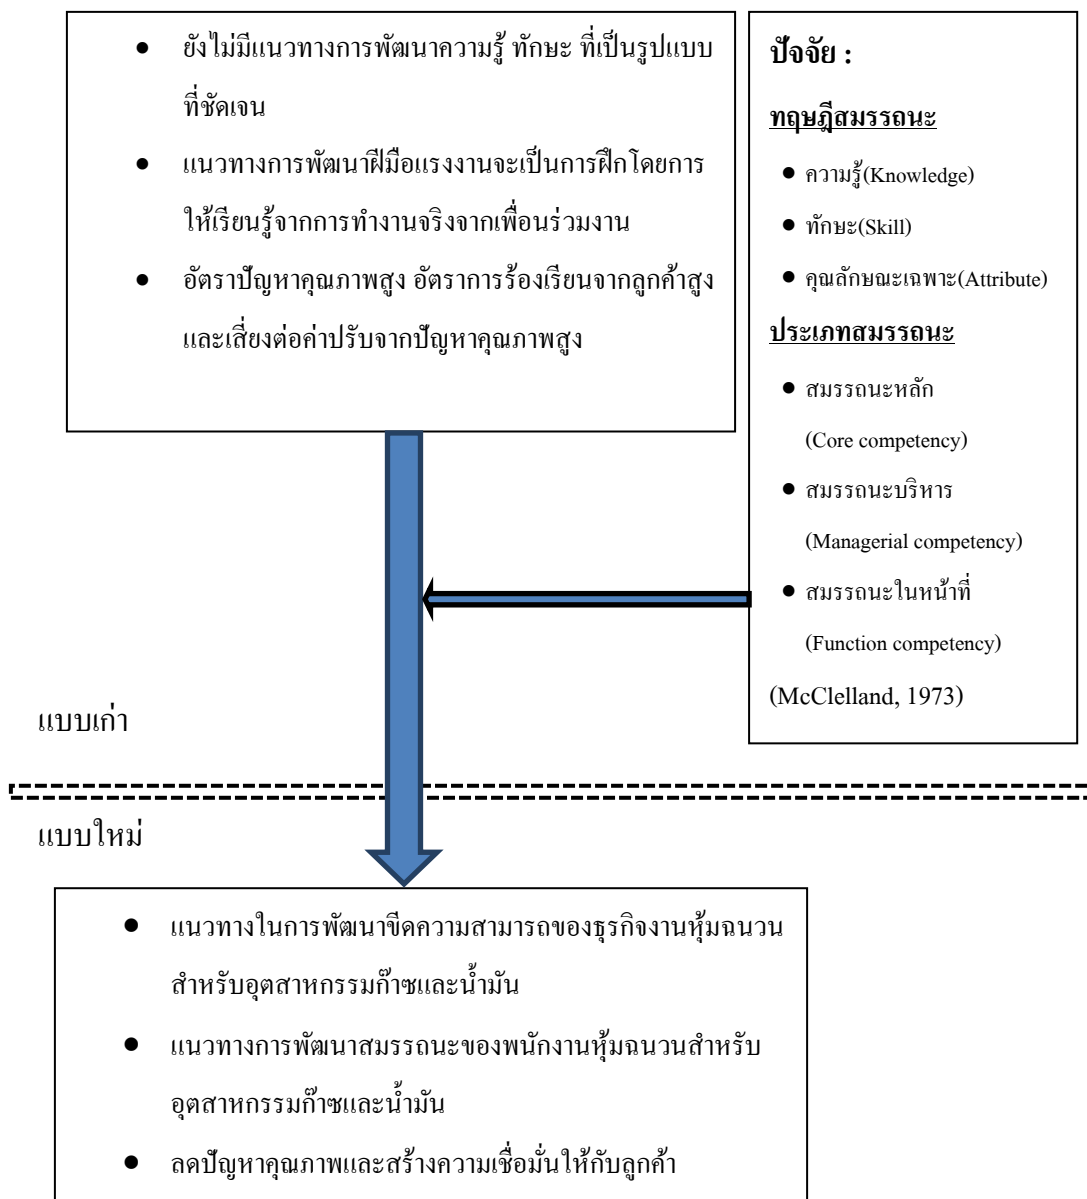 ● ยังไม่มีแนวทางการพัฒนาความรู้ ทักษะ ที่เป็นรูปแบบ
ที่ชัดเจน
● แนวทางการพัฒนาฝีมือแรงงานจะเป็นการฝึกโดยการ
ให้เรียนรู้จากการทำงานจริงจากเพื่อนร่วมงาน
● อัตราปัญหาคุณภาพสูง อัตราการร้องเรียนจากลูกค้าสูง
และเสี่ยงต่อค่าปรับจากปัญหาคุณภาพสูง
ปัจจัย :
ทฤษฎีสมรรถนะ
● ความรู้(Knowledge)
● ทักษะ(Skill)
● คุณลักษณะเฉพาะ(Attribute)
ประเภทสมรรถนะ
● สมรรถนะหลัก
(Core competency)
● สมรรถนะบริหาร
(Managerial competency)
● สมรรถนะในหน้าที่
(Function competency)
(McClelland, 1973)
แบบเก่า
แบบใหม่
● แนวทางในการพัฒนาขีดความสามารถของธุรกิจงานหุ้มฉนวน
สำหรับอุตสาหกรรมก๊าซและน้ำมัน
● แนวทางการพัฒนาสมรรถนะของพนักงานหุ้มฉนวนสำหรับ
อุตสาหกรรมก๊าซและน้ำมัน
● ลดปัญหาคุณภาพและสร้างความเชื่อมั่นให้กับลูกค้า